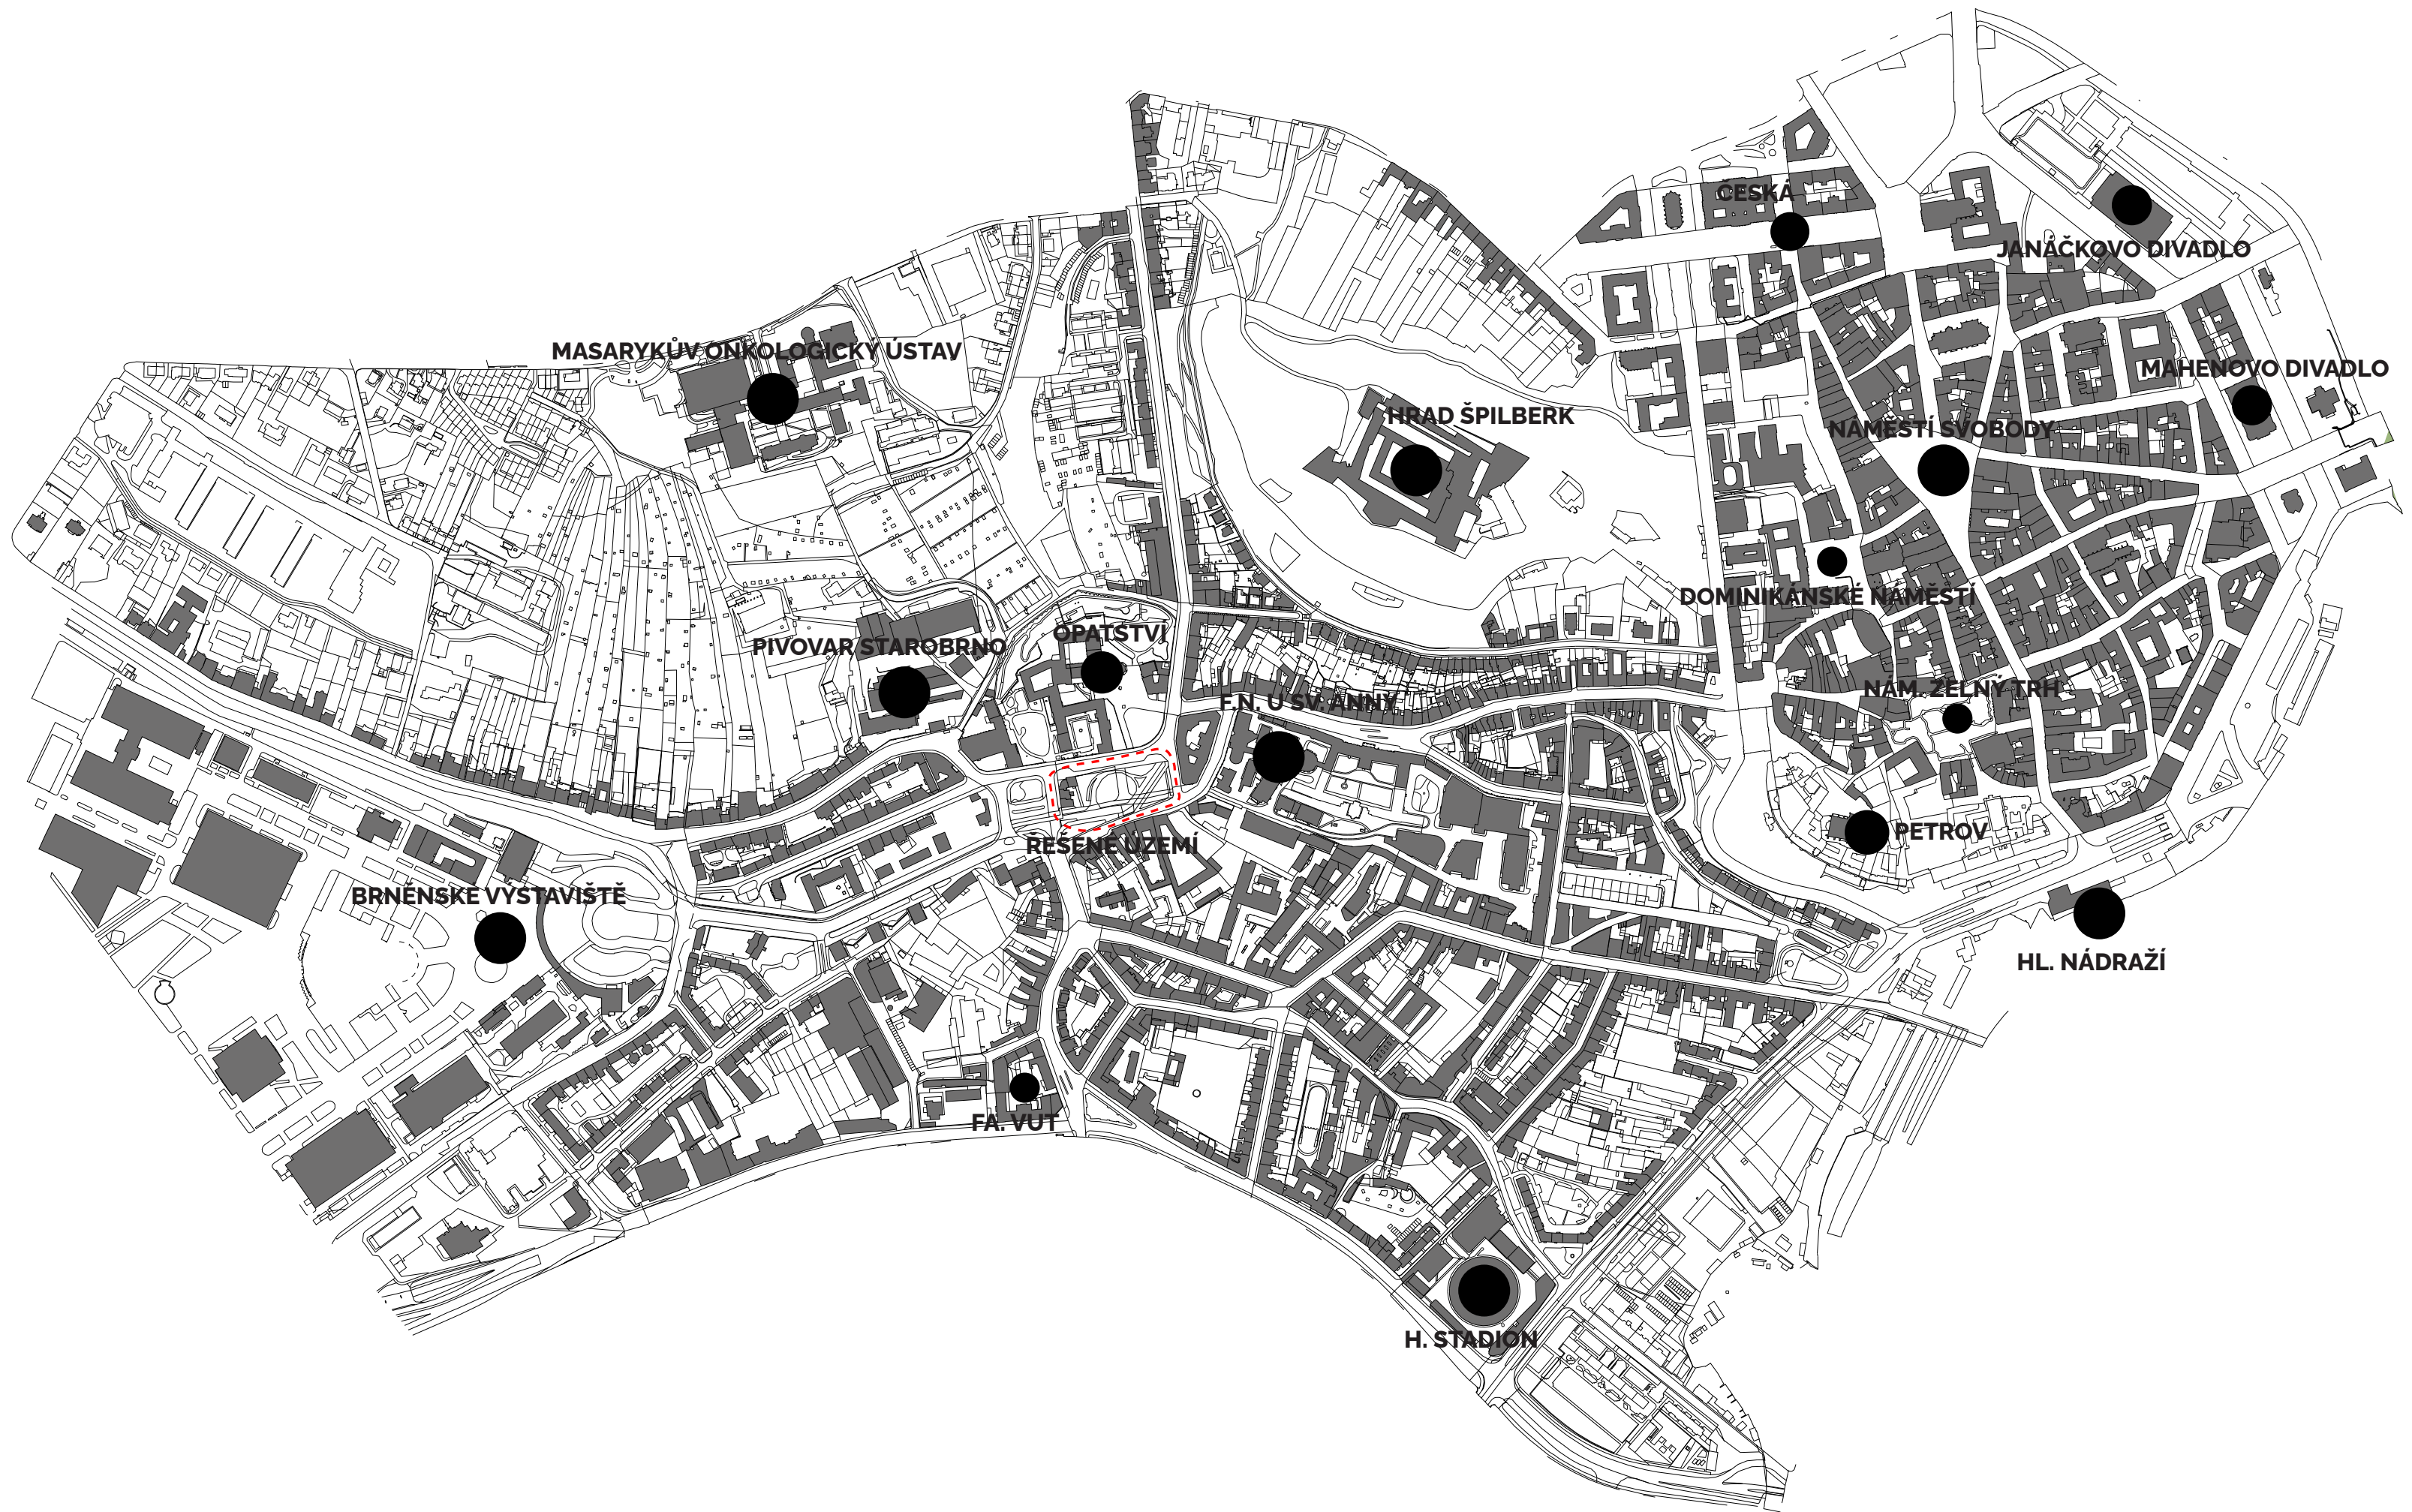 ČESKÁ
JANÁČKOVO DIVADLO
MASARYKŮV ONKOLOGICKÝ ÚSTAV
MAHENOVO DIVADLO
HRAD ŠPILBERK
NÁMĚSTÍ SVOBODY
DOMINIKÁNSKÉ NÁMĚSTÍ
OPATSTVÍ
PIVOVAR STAROBRNO
NÁM. ZELNÝ TRH
F.N. U SV. ANNY
PETROV
ŘEŠENÉ ÚZEMÍ
BRNĚNSKE VÝSTAVIŠTĚ
HL. NÁDRAŽÍ
FA. VUT
H. STADION